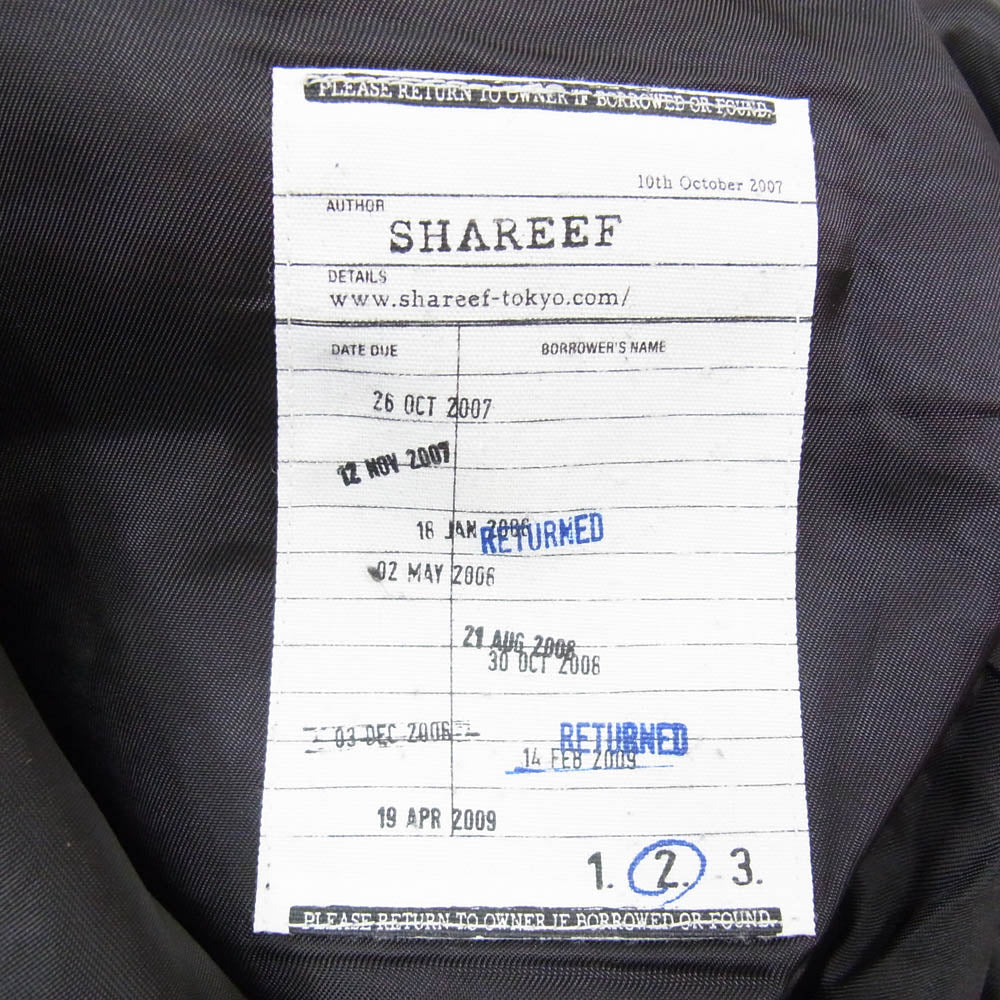 PLEASE RETURN TO OWNER IF BORROWED OR FOUND.
10th October 2007
AUTHOR
SHAREEF
DETAILS
www.shareef-tokyo.com/
DATE DUE BORROWER'S NAME
26 OCT 2007
12 NOV 2007
18 JAN 2008 RETURNED
02 MAY 2008
21 AUG 2008
30 OCT 2008
03 DEC 2008 RETURNED
14 FEB 2009
19 APR 2009
1. 2. 3.
PLEASE RETURN TO OWNER IF BORROWED OR FOUND.